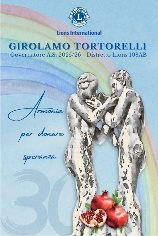 Lions International
GIROLAMO TORTORELLI
Governatore A.S. 2025/26 - Distretto Lions 108AB
Armonia
per donare
speranza
30